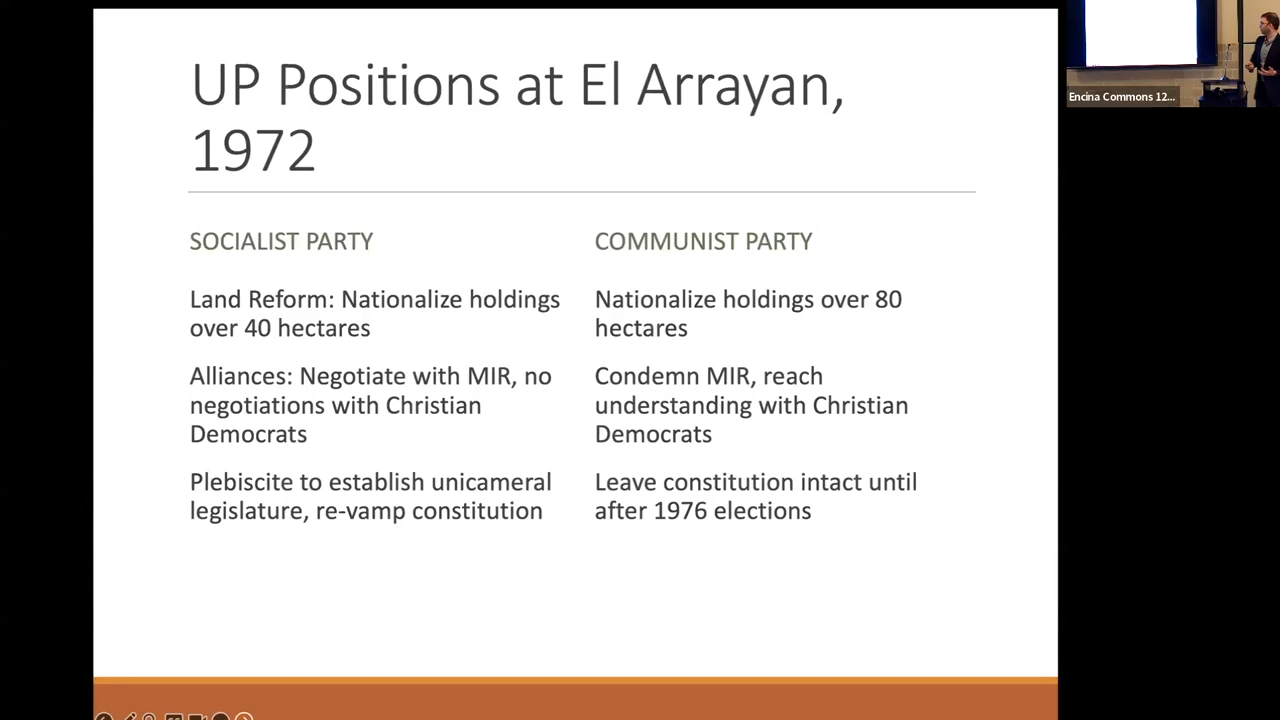 UP Positions at El Arrayan,
1972
SOCIALIST PARTY
Land Reform: Nationalize holdings
over 40 hectares
Alliances: Negotiate with MIR, no
negotiations with Christian
Democrats
Plebiscite to establish unicameral
legislature, re-vamp constitution
COMMUNIST PARTY
Nationalize holdings over 80
hectares
Condemn MIR, reach
understanding with Christian
Democrats
Leave constitution intact until
after 1976 elections
Encina Commons 12...